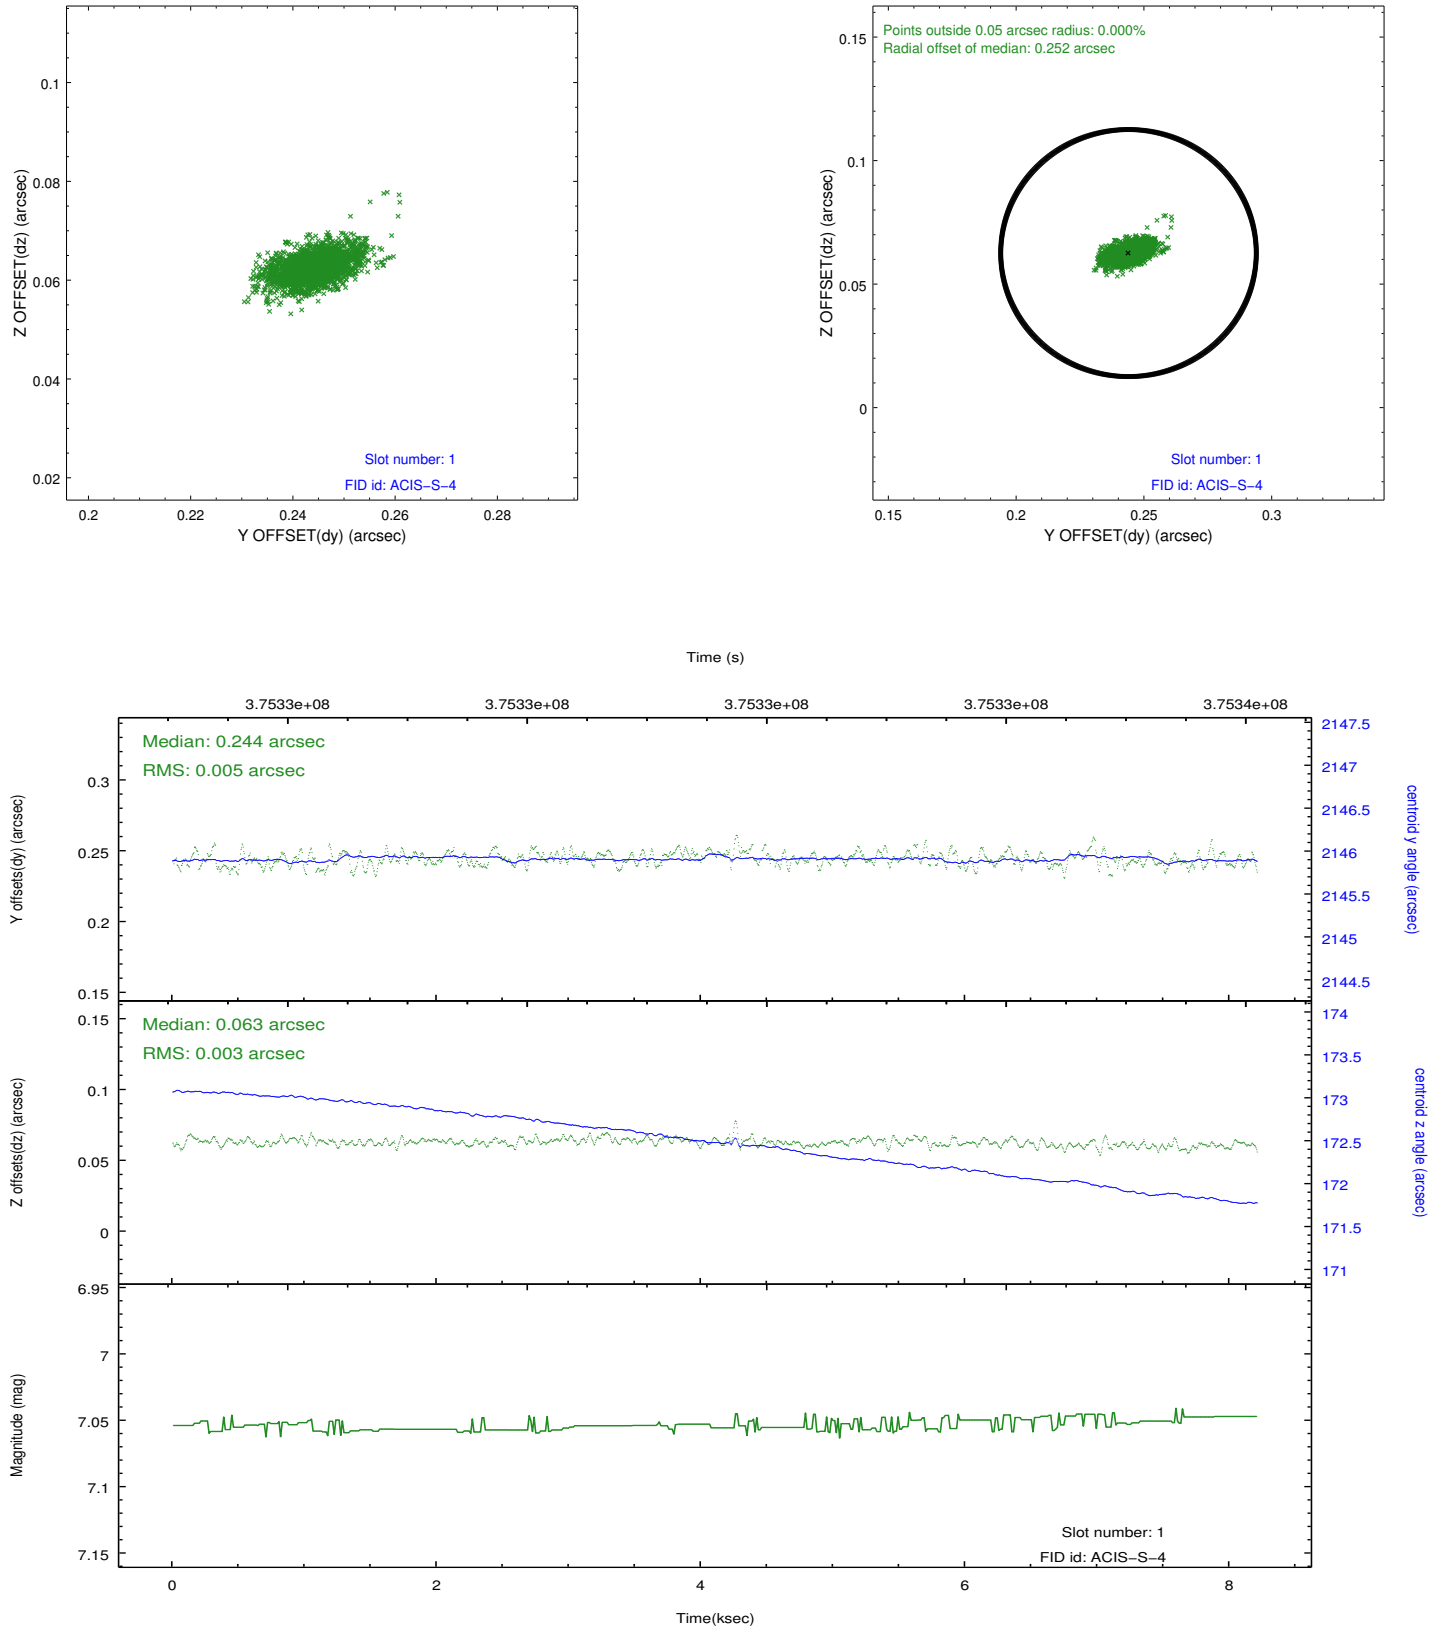 0.1
0.08
0.06
0.04
0.02
Z OFFSET(dz) (arcsec)
Slot number: 1
FID id: ACIS−S−4
0.2 0.22 0.24 0.26 0.28
Y OFFSET(dy) (arcsec)
Points outside 0.05 arcsec radius: 0.000%
Radial offset of median: 0.252 arcsec
0.15
0.1
0.05
0
Z OFFSET(dz) (arcsec)
Slot number: 1
FID id: ACIS−S−4
0.15 0.2 0.25 0.3
Y OFFSET(dy) (arcsec)
Time (s)
3.7533e+08 3.7533e+08 3.7533e+08 3.7533e+08 3.7534e+08
Median: 0.244 arcsec
RMS: 0.005 arcsec
0.3
0.25
0.2
0.15
Y offsets(dy) (arcsec)
2147.5
2147
2146.5
2146
2145.5
2145
2144.5
centroid y angle (arcsec)
Median: 0.063 arcsec
RMS: 0.003 arcsec
0.15
0.1
0.05
0
Z offsets(dz) (arcsec)
174
173.5
173
172.5
172
171.5
171
centroid z angle (arcsec)
6.95
7
7.05
7.1
7.15
Magnitude (mag)
Slot number: 1
FID id: ACIS−S−4
0 2 4 6 8
Time(ksec)